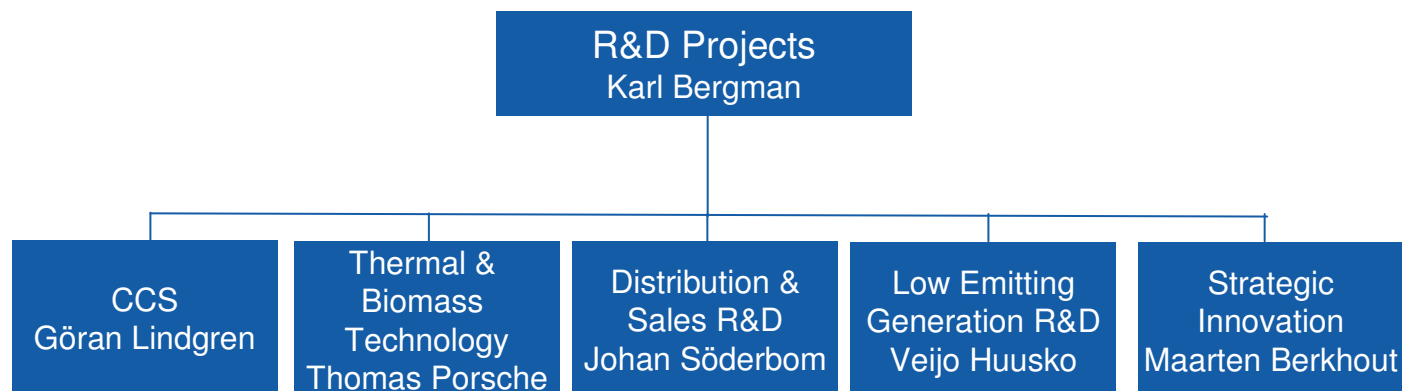 R&D Projects
Karl Bergman
CCS
Göran Lindgren
Thermal &
Biomass
Technology
Thomas Porsche
Distribution &
Sales R&D
Johan Söderbom
Low Emitting
Generation R&D
Veijo Huusko
Strategic
Innovation
Maarten Berkhout